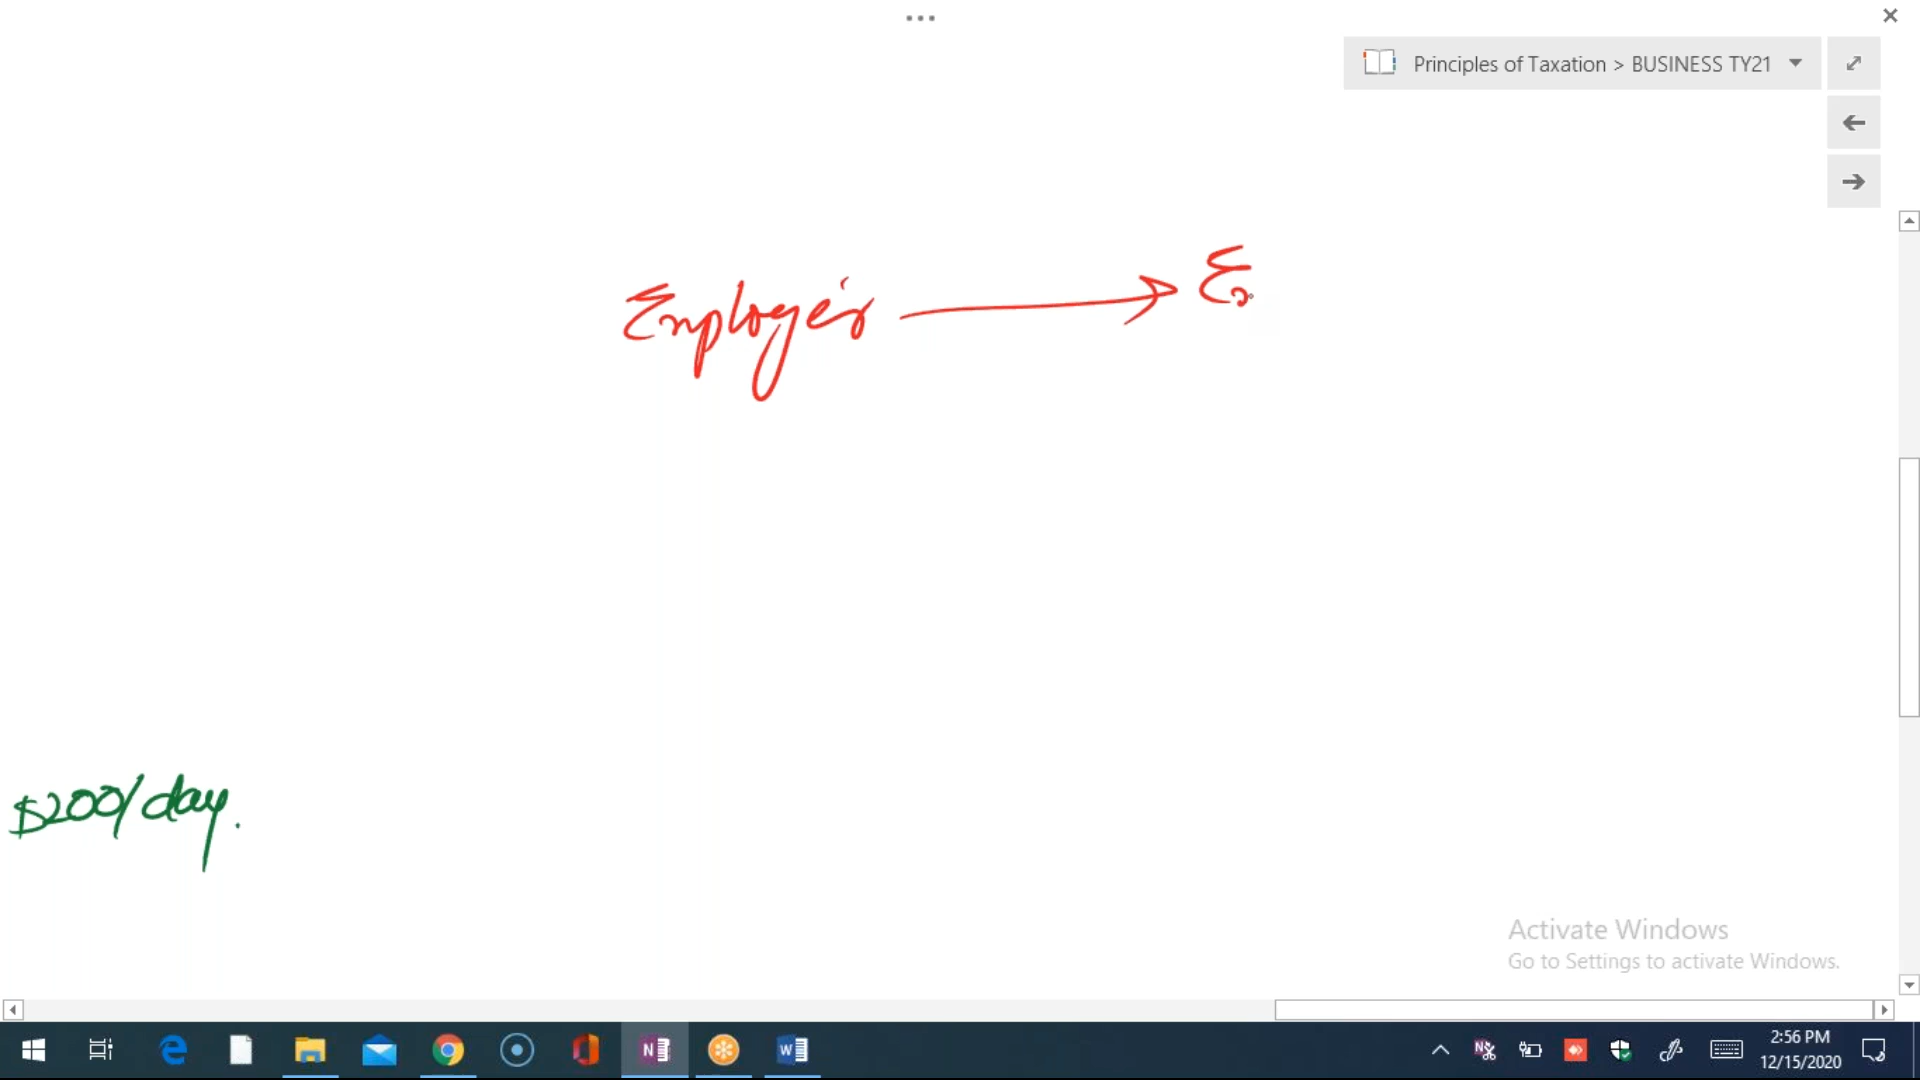 Principles of Taxation > BUSINESS TY21
Employer
$200/day.
Activate Windows
Go to Settings to activate Windows.
2:56 PM
12/15/2020